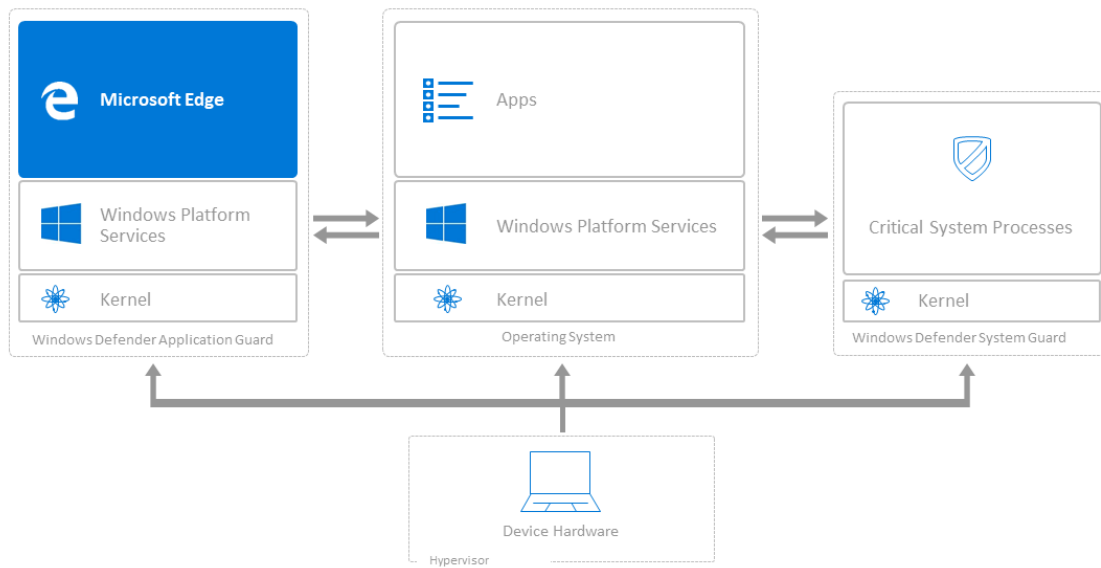 Microsoft Edge
Windows Platform
Services
Kernel
Windows Defender Application Guard
Apps
Windows Platform Services
Kernel
Operating System
Critical System Processes
Kernel
Windows Defender System Guard
Device Hardware
Hypervisor